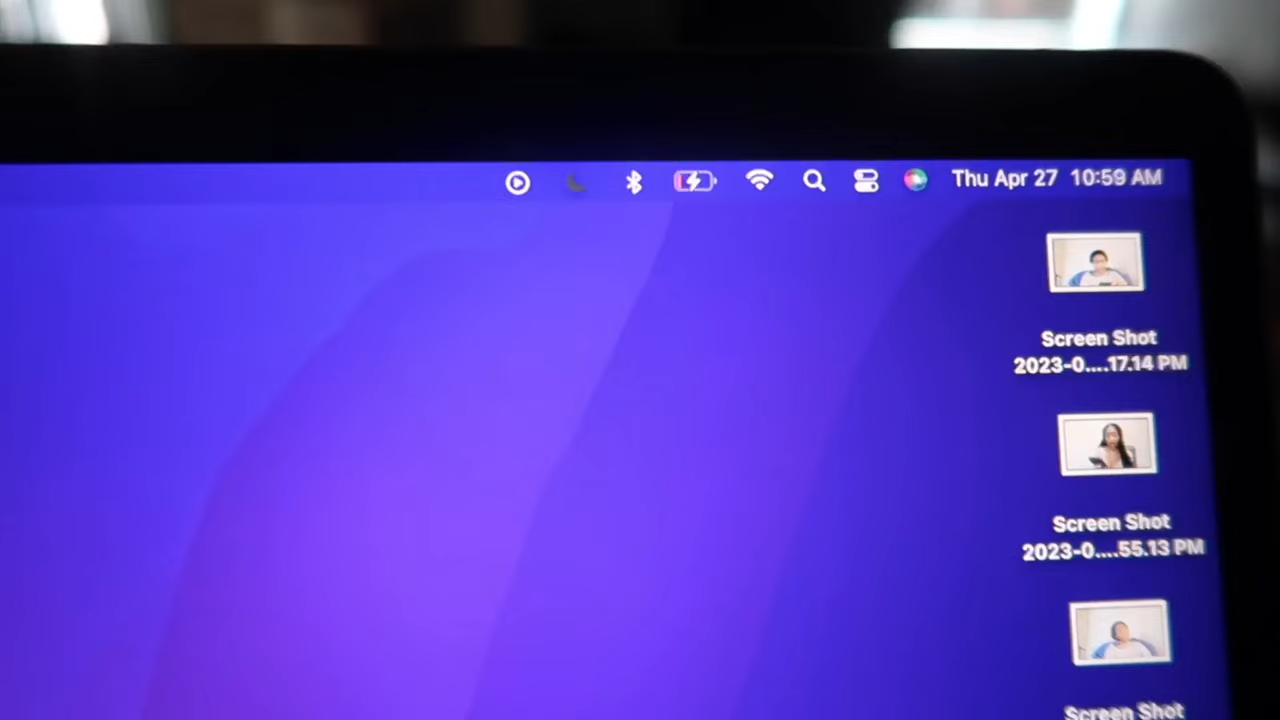 Thu Apr 27 10:59 AM
Screen Shot
2023-0....17.14 PM
Screen Shot
2023-0....55.13 PM
Screen Shot